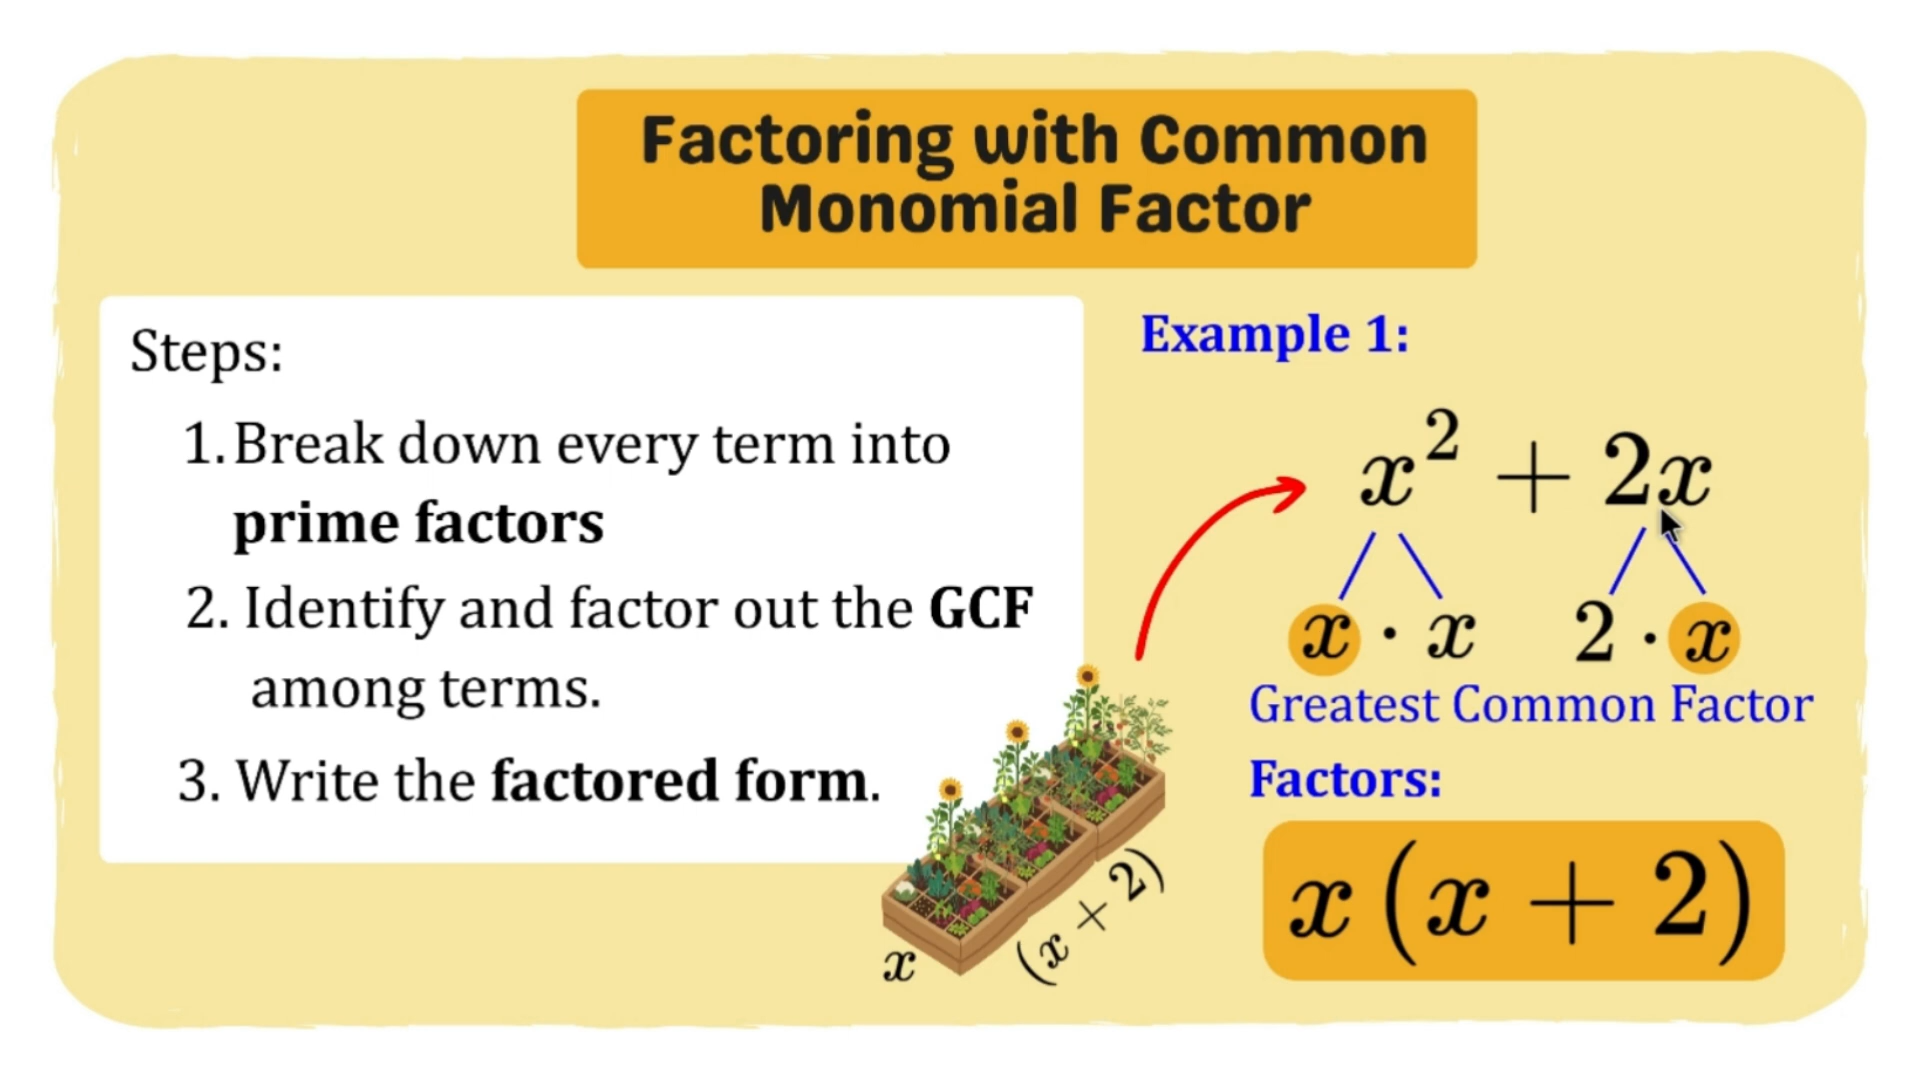 Factoring with Common
Monomial Factor
Steps:
1. Break down every term into
prime factors
2. Identify and factor out the GCF
among terms.
3. Write the factored form.
x
(x + 2)
Example 1:
x² + 2x
x · x 2 · x
Greatest Common Factor
Factors:
x (x + 2)